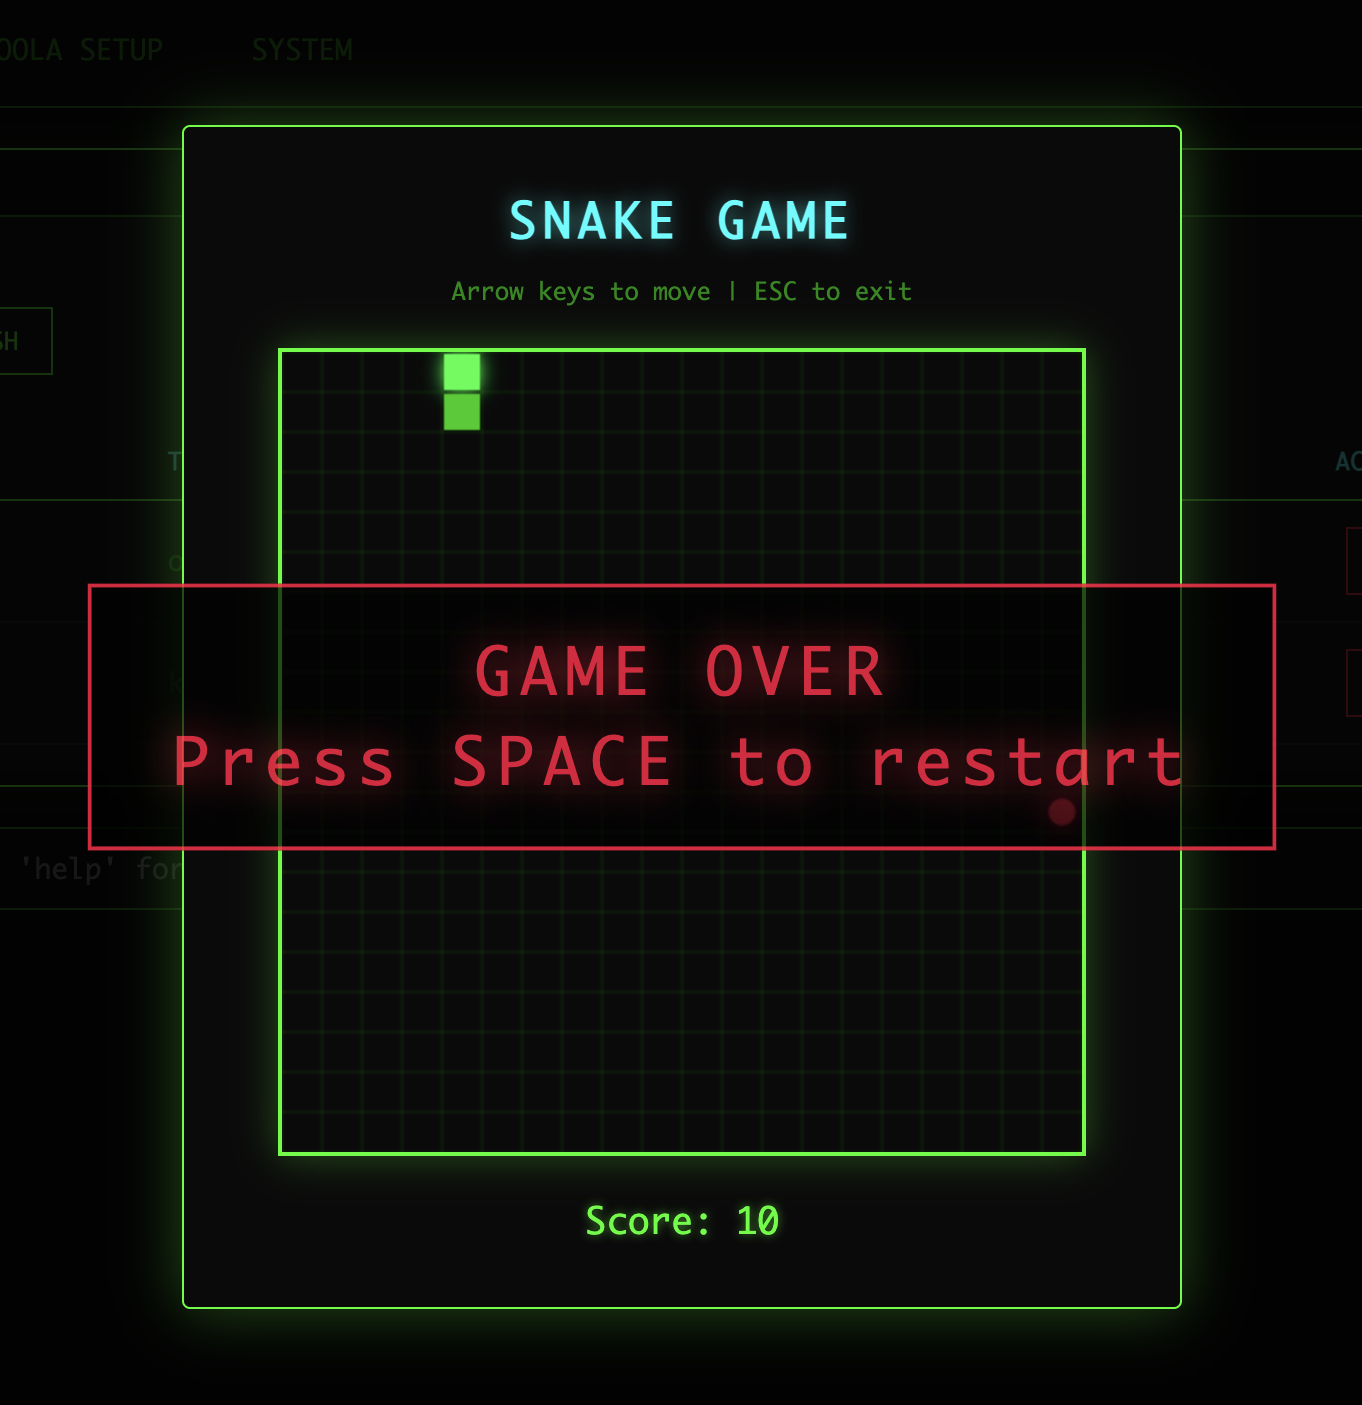 SETUP
SYSTEM
SNAKE GAME
Arrow keys to move | ESC to exit
GAME OVER
Press SPACE to restart
'help' for
Score: 10